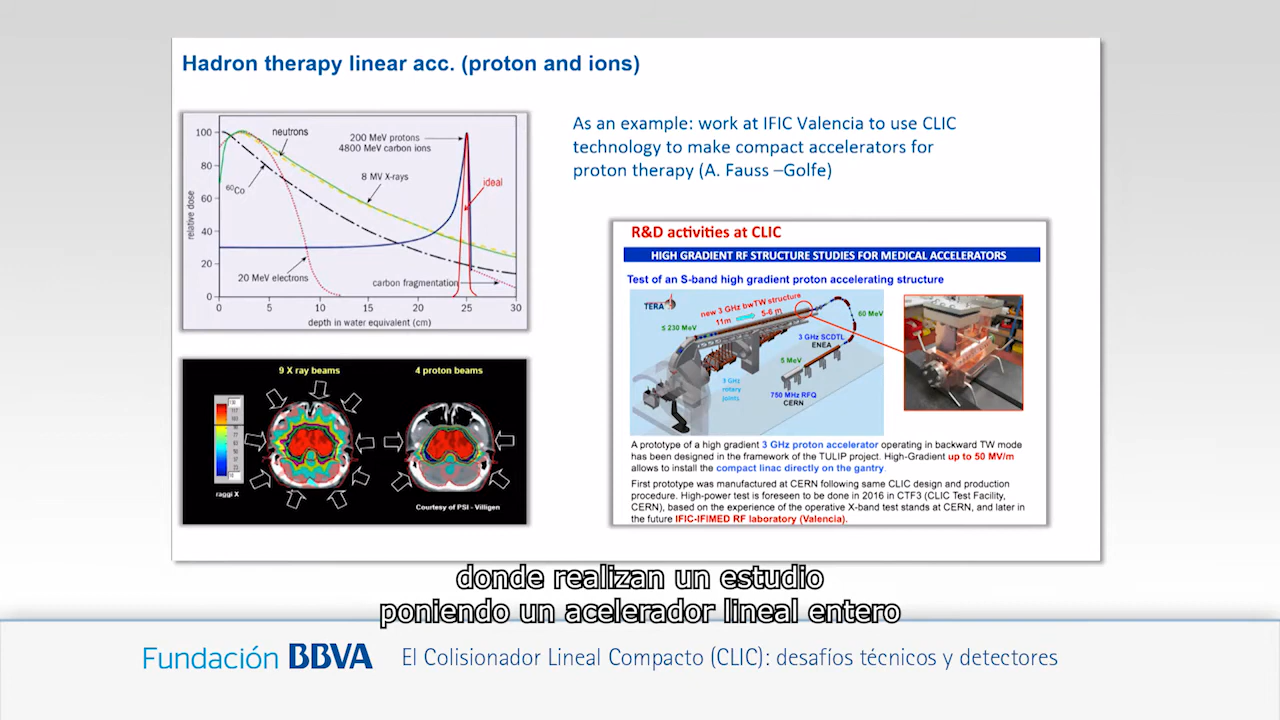 Hadron therapy linear acc. (proton and ions)
100
80
60
40
20
0
relative dose
neutrons
60Co
200 MeV protons
4800 MeV carbon ions
8 MV X-rays
ideal
20 MeV electrons
carbon fragmentation
0 5 10 15 20 25 30
depth in water equivalent (cm)
As an example: work at IFIC Valencia to use CLIC
technology to make compact accelerators for
proton therapy (A. Fauss –Golfe)
9 X ray beams
4 proton beams
raggi X
Courtesy of PSI - Villigen
R&D activities at CLIC
HIGH GRADIENT RF STRUCTURE STUDIES FOR MEDICAL ACCELERATORS
Test of an S-band high gradient proton accelerating structure
TERA
new 3 GHz bwTW structure
11m
5-6 m
≤ 230 MeV
60 MeV
3 GHz SCDTL
ENEA
5 MeV
3 GHz
rotary
joints
750 MHz RFQ
CERN
A prototype of a high gradient 3 GHz proton accelerator operating in backward TW mode
has been designed in the framework of the TULIP project. High-Gradient up to 50 MV/m
allows to install the compact linac directly on the gantry.
First prototype was manufactured at CERN following same CLIC design and production
procedure. High-power test is foreseen to be done in 2016 in CTF3 (CLIC Test Facility,
CERN), based on the experience of the operative X-band test stands at CERN, and later in
the future IFIC-IFIMED RF laboratory (Valencia).
donde realizan un estudio
poniendo un acelerador lineal entero
Fundación BBVA
El Colisionador Lineal Compacto (CLIC): desafíos técnicos y detectores